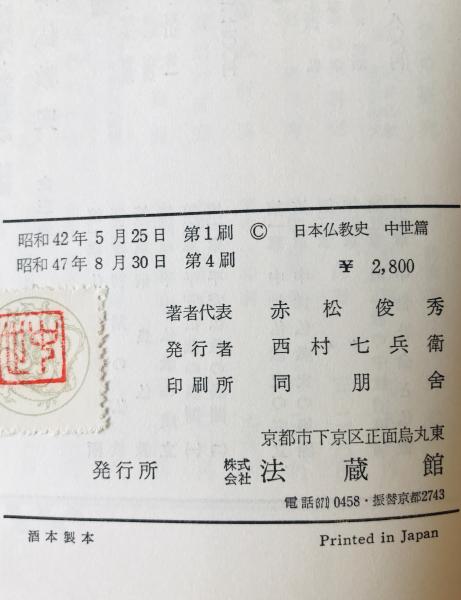 昭和42年5月25日 第1刷 © 日本仏教史 中世篇
昭和47年8月30日 第4刷 ¥ 2,800
著者代表 赤松俊秀
発行者 西村七兵衛
印刷所 同朋舎
京都市下京区正面烏丸東
発行所 株式会社 法蔵館
電話(371)0458・振替京都2743
酒本製本 Printed in Japan